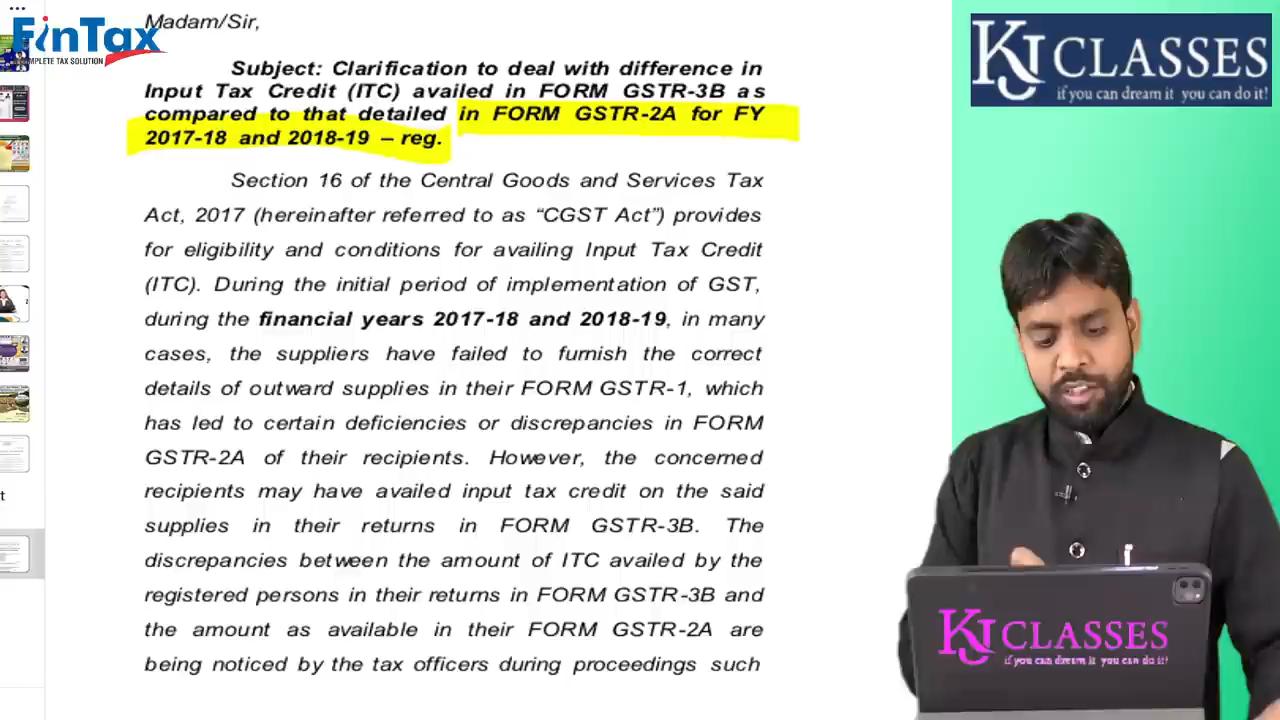 Madam/Sir,
FinTax
COMPLETE TAX SOLUTION
KJ CLASSES
if you can dream it you can do it!
Subject: Clarification to deal with difference in
Input Tax Credit (ITC) availed in FORM GSTR-3B as
compared to that detailed in FORM GSTR-2A for FY
2017-18 and 2018-19 – reg.
Section 16 of the Central Goods and Services Tax
Act, 2017 (hereinafter referred to as “CGST Act”) provides
for eligibility and conditions for availing Input Tax Credit
(ITC). During the initial period of implementation of GST,
during the financial years 2017-18 and 2018-19, in many
cases, the suppliers have failed to furnish the correct
details of outward supplies in their FORM GSTR-1, which
has led to certain deficiencies or discrepancies in FORM
GSTR-2A of their recipients. However, the concerned
recipients may have availed input tax credit on the said
supplies in their returns in FORM GSTR-3B. The
discrepancies between the amount of ITC availed by the
registered persons in their returns in FORM GSTR-3B and
the amount as available in their FORM GSTR-2A are
being noticed by the tax officers during proceedings such
KJ CLASSES
if you can dream it you can do it!